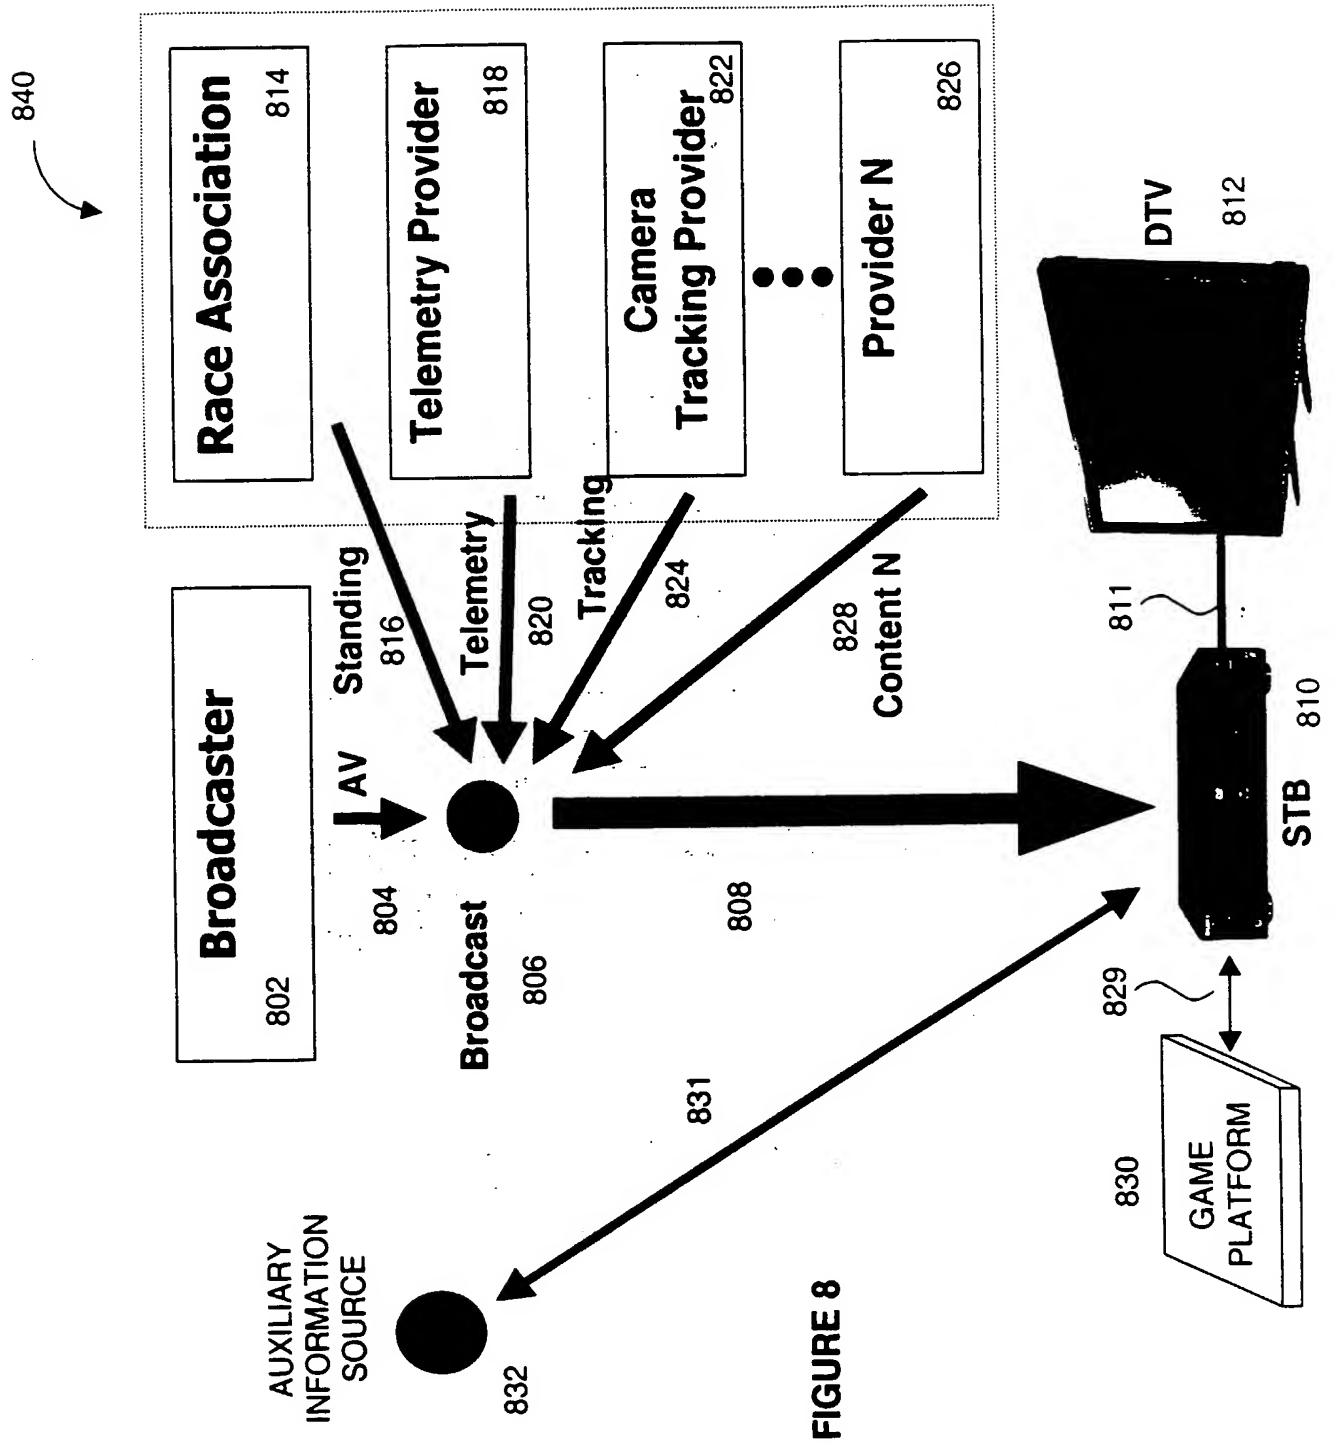 840
Broadcaster
802
Race Association
814
AV
804
Standing
816
Telemetry Provider
818
Broadcast
806
Telemetry
820
Tracking
824
Camera
Tracking Provider
822
Provider N
826
828
Content N
808
AUXILIARY
INFORMATION
SOURCE
832
831
829
830
GAME
PLATFORM
STB
810
811
DTV
812
FIGURE 8